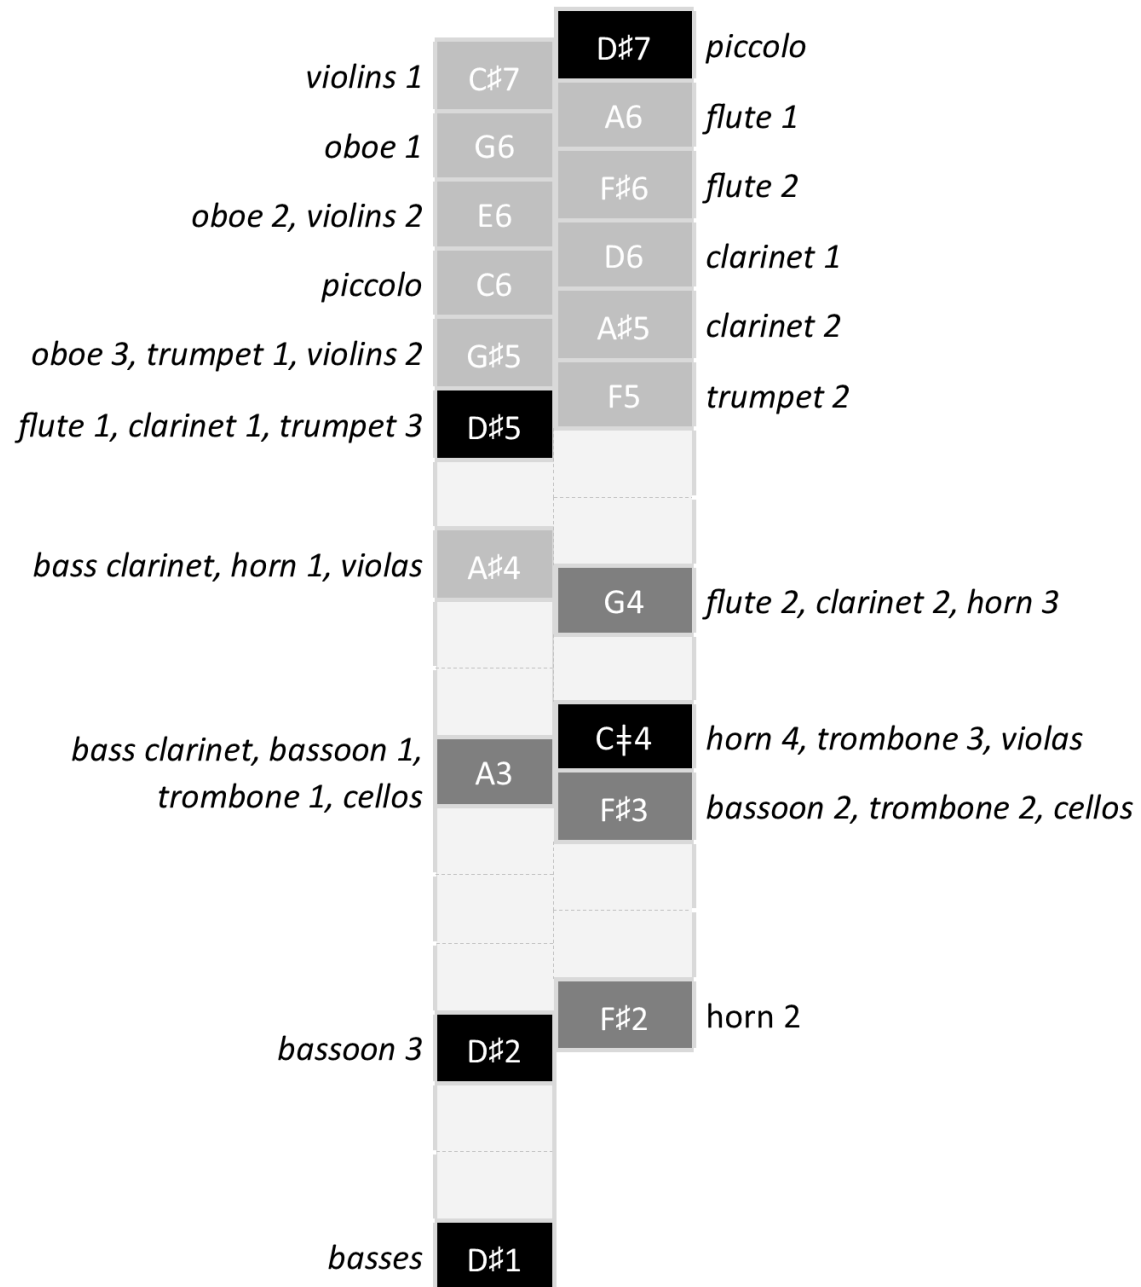 D♯7 piccolo
violins 1 C♯7
A6 flute 1
oboe 1 G6
F♯6 flute 2
oboe 2, violins 2 E6
D6 clarinet 1
piccolo C6
A♯5 clarinet 2
oboe 3, trumpet 1, violins 2 G♯5
F5 trumpet 2
flute 1, clarinet 1, trumpet 3 D♯5
bass clarinet, horn 1, violas A♯4
G4 flute 2, clarinet 2, horn 3
C‡4 horn 4, trombone 3, violas
bass clarinet, bassoon 1,
trombone 1, cellos A3
F♯3 bassoon 2, trombone 2, cellos
F♯2 horn 2
bassoon 3 D♯2
basses D♯1